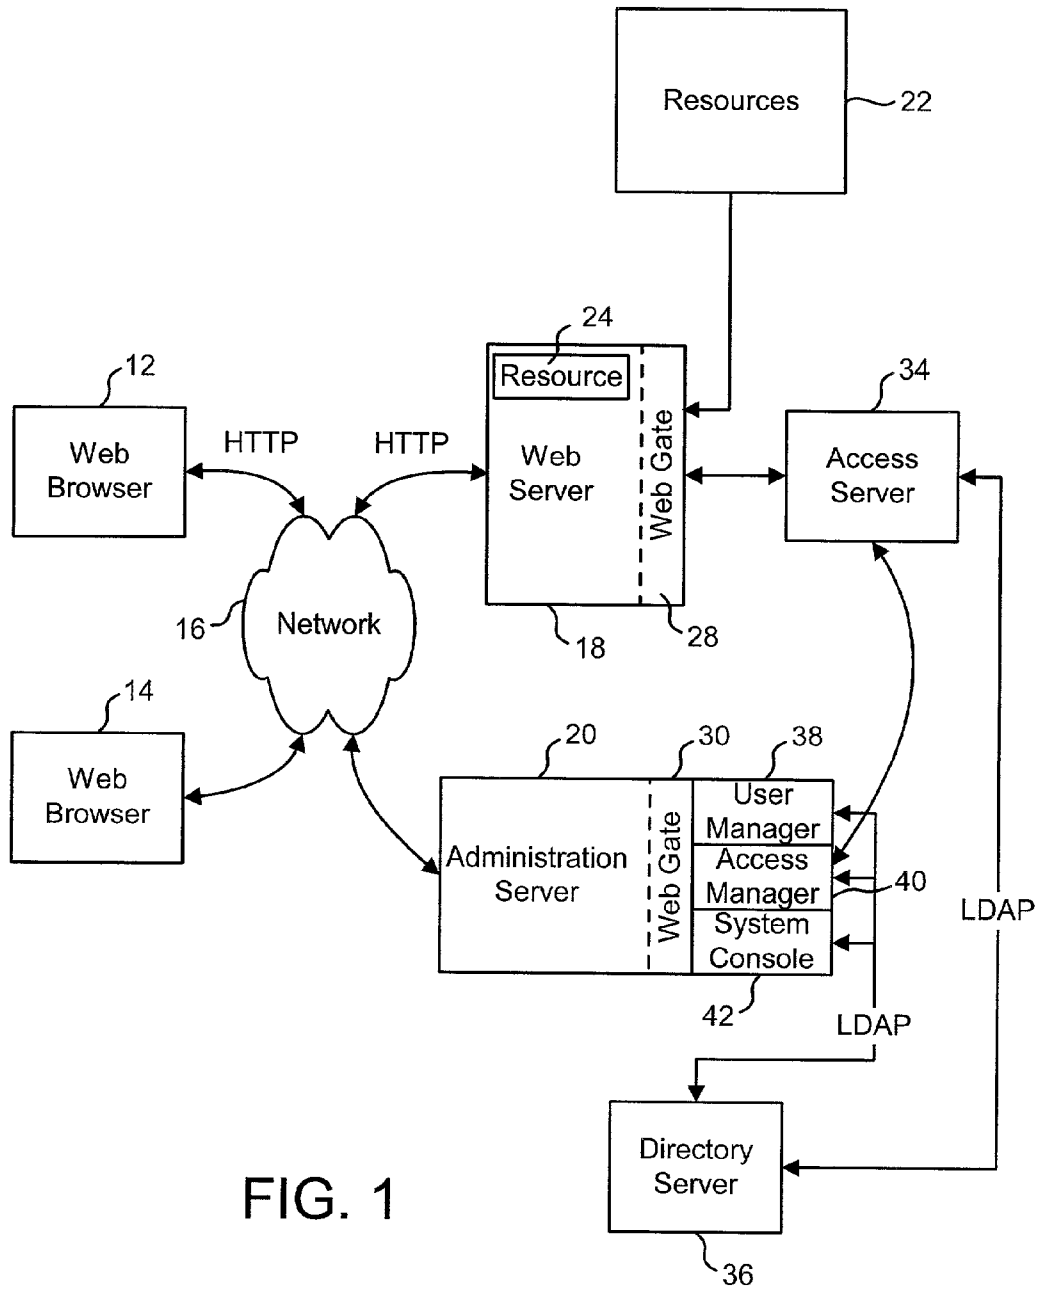 Resources
22
24
Resource
Web
Server
Web Gate
28
18
12
Web
Browser
HTTP
HTTP
34
Access
Server
16
Network
14
Web
Browser
20
30
38
Administration
Server
Web Gate
User
Manager
Access
Manager
40
System
Console
42
LDAP
LDAP
Directory
Server
36
FIG. 1